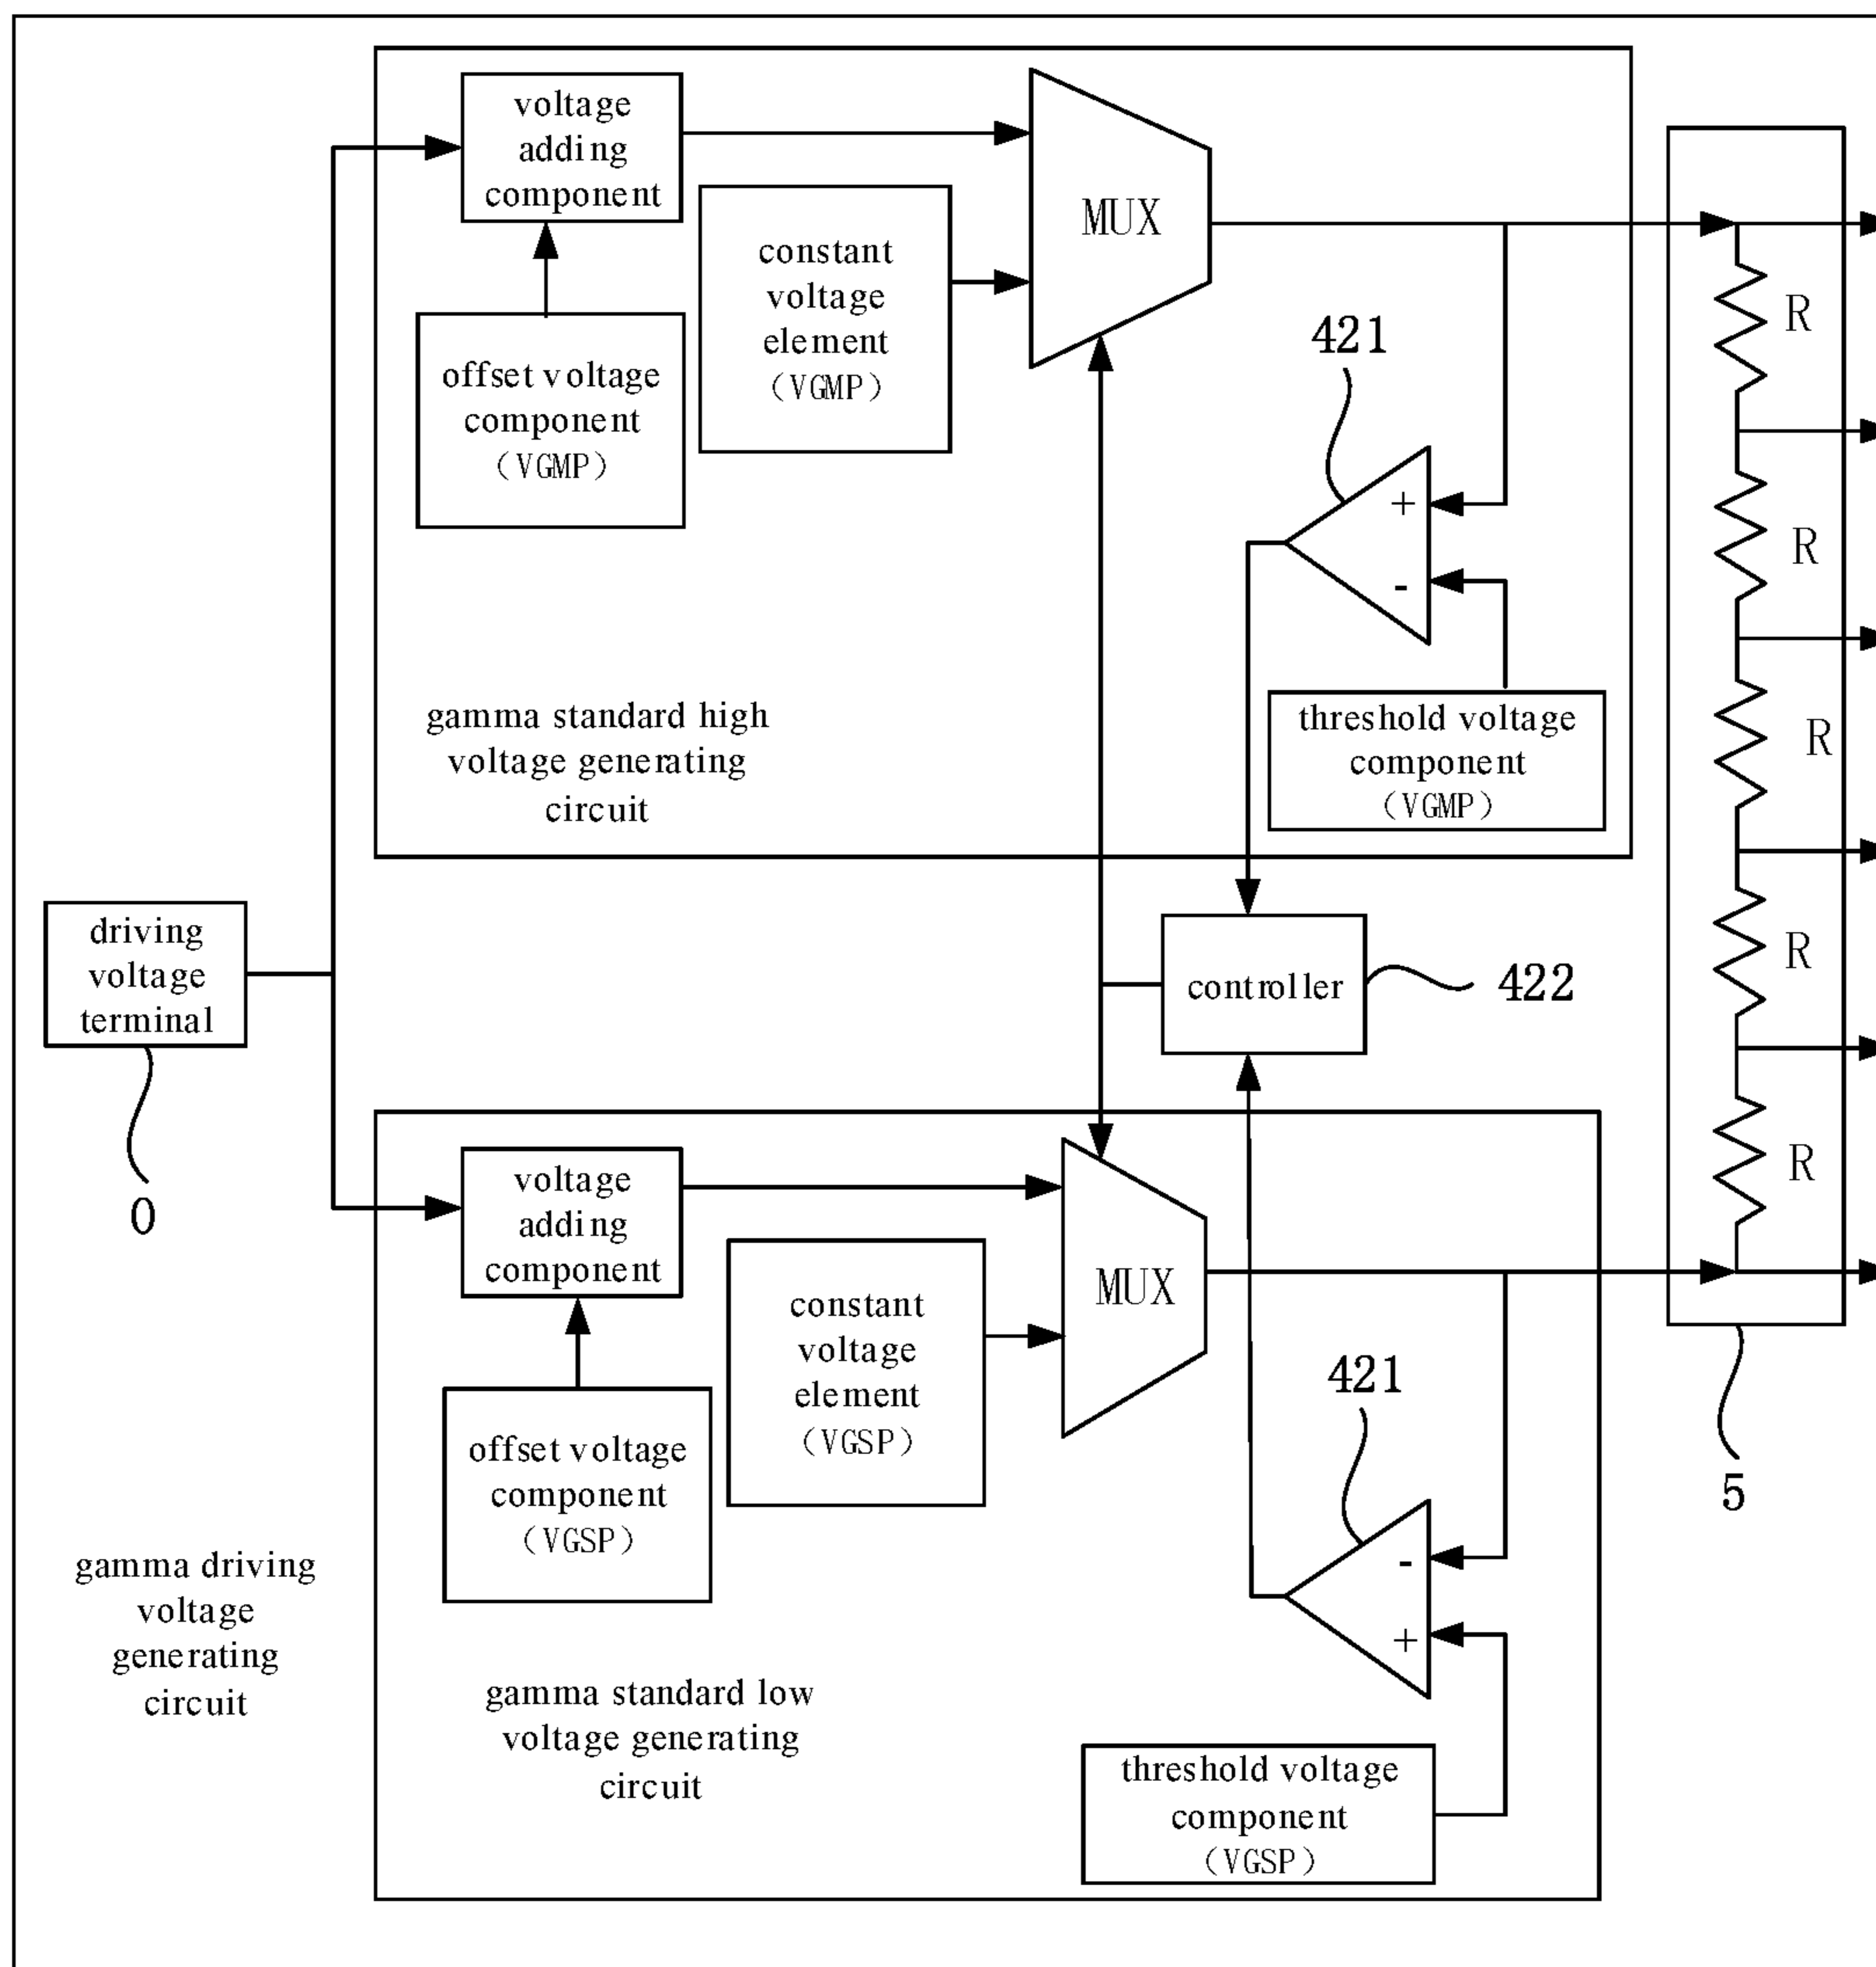 voltage
adding
component
offset voltage
component
(VGMP)
constant
voltage
element
(VGMP)
MUX
421
+
-
threshold voltage
component
(VGMP)
gamma standard high
voltage generating
circuit
R
R
R
R
R
driving
voltage
terminal
0
controller
422
voltage
adding
component
offset voltage
component
(VGSP)
constant
voltage
element
(VGSP)
MUX
421
-
+
threshold voltage
component
(VGSP)
5
gamma driving
voltage
generating
circuit
gamma standard low
voltage generating
circuit